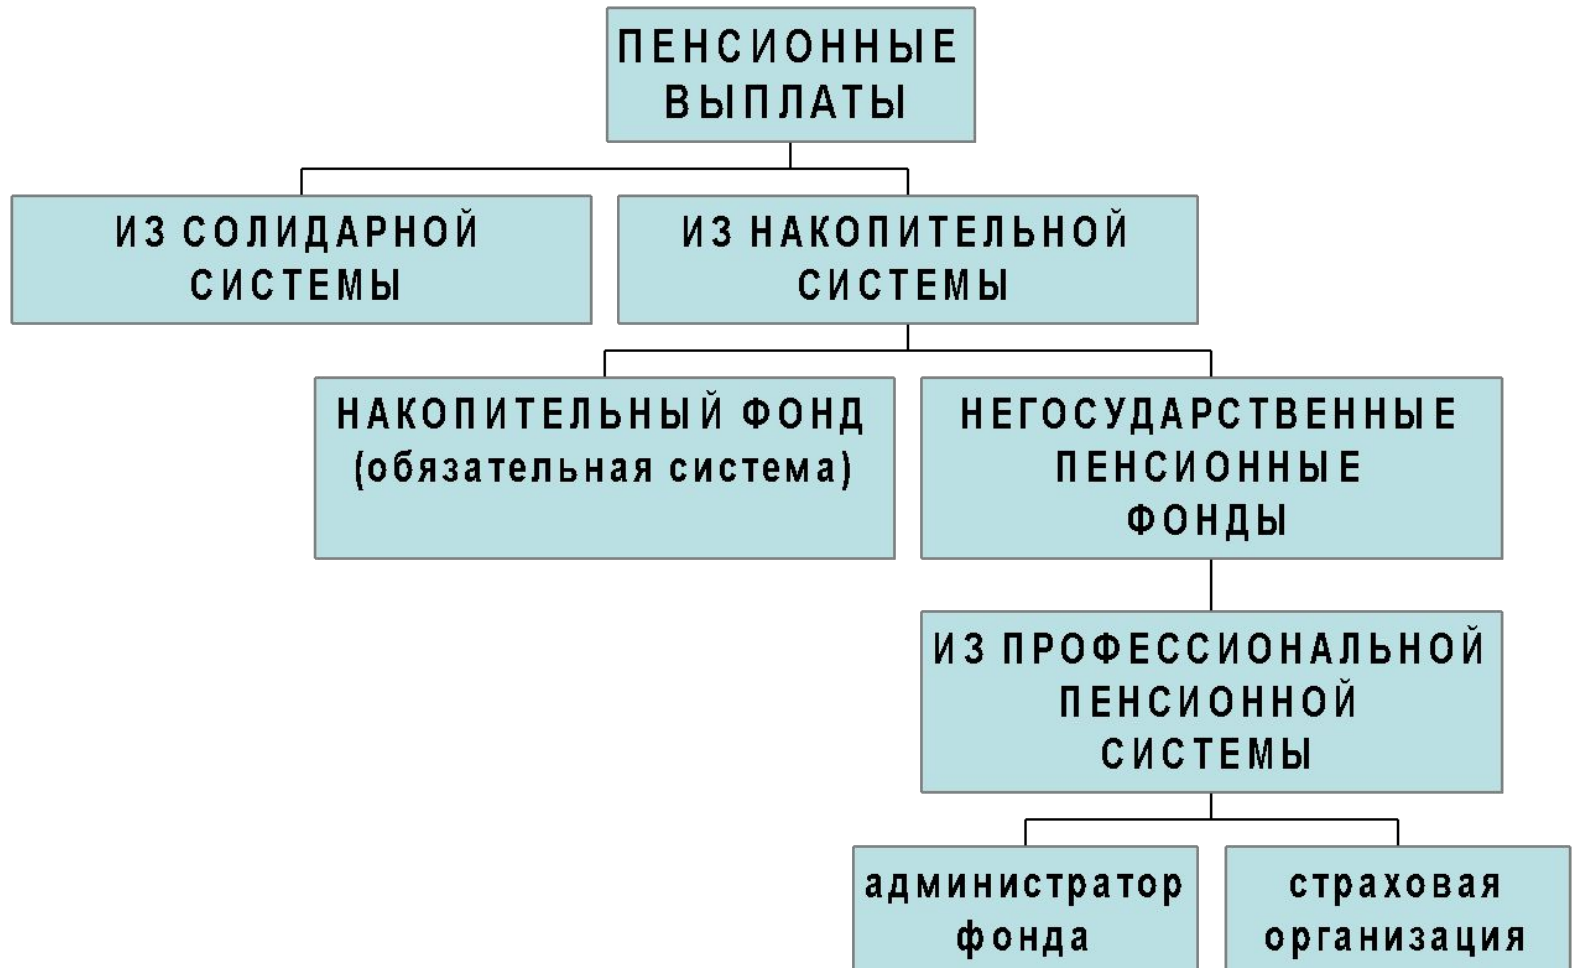 ПЕНСИОННЫЕ
ВЫПЛАТЫ
ИЗ СОЛИДАРНОЙ
СИСТЕМЫ
ИЗ НАКОПИТЕЛЬНОЙ
СИСТЕМЫ
НАКОПИТЕЛЬНЫЙ ФОНД
(обязательная система)
НЕГОСУДАРСТВЕННЫЕ
ПЕНСИОННЫЕ
ФОНДЫ
ИЗ ПРОФЕССИОНАЛЬНОЙ
ПЕНСИОННОЙ
СИСТЕМЫ
администратор
фонда
страховая
организация